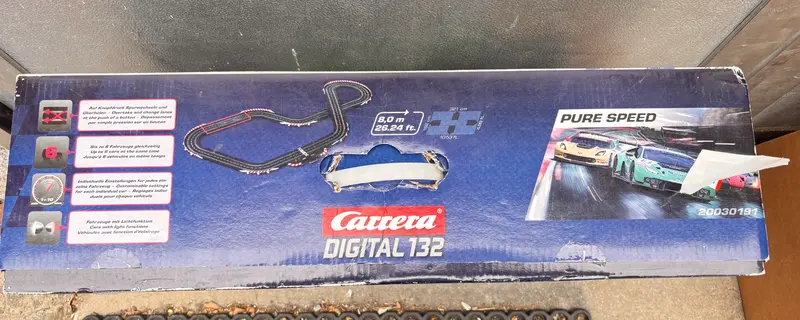 Auf Knopfdruck Spurwechseln und
Überholen - Overtake and change lanes
at the push of a button - Dépassement
par simple pression sur un bouton
6
Bis zu 6 Fahrzeuge gleichzeitig
Up to 6 cars at the same time
Jusqu'à 6 véhicules en même temps
Individuelle Einstellungen für jedes ein-
zelne Fahrzeug - Customizable settings
for each individual car - Réglages indivi-
duels pour chaque véhicule
Fahrzeuge mit Lichtfunktion
Cars with light functions
Véhicules avec fonction d'éclairage
8,0 m
26.24 ft.
Carrera
DIGITAL 132
PURE SPEED
20030191